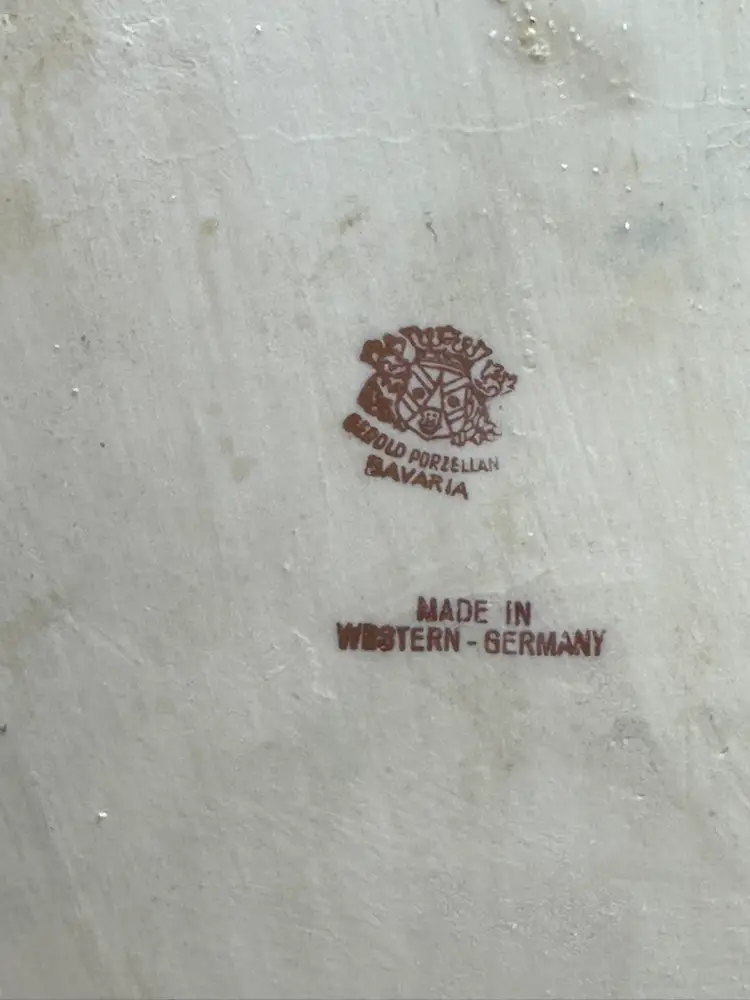 GEROLD PORZELLAN
BAVARIA
MADE IN
WESTERN-GERMANY